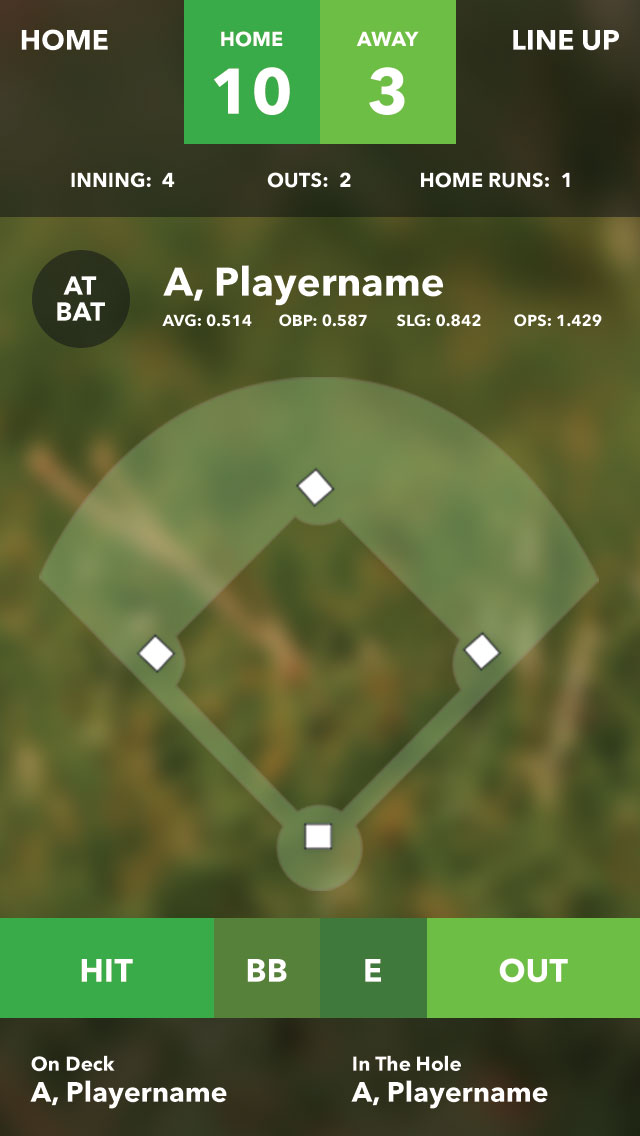 HOME
HOME
AWAY
LINE UP
10
3
INNING: 4
OUTS: 2
HOME RUNS: 1
AT
BAT
A, Playername
AVG: 0.514
OBP: 0.587
SLG: 0.842
OPS: 1.429
HIT
BB
E
OUT
On Deck
A, Playername
In The Hole
A, Playername